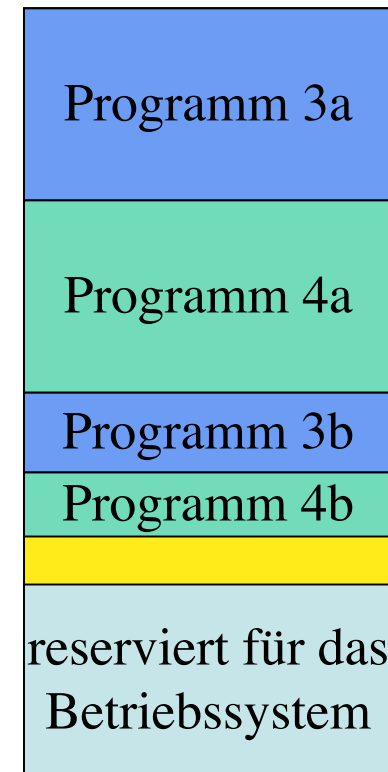 Programm 3a
Programm 4a
Programm 3b
Programm 4b
reserviert für das
Betriebssystem